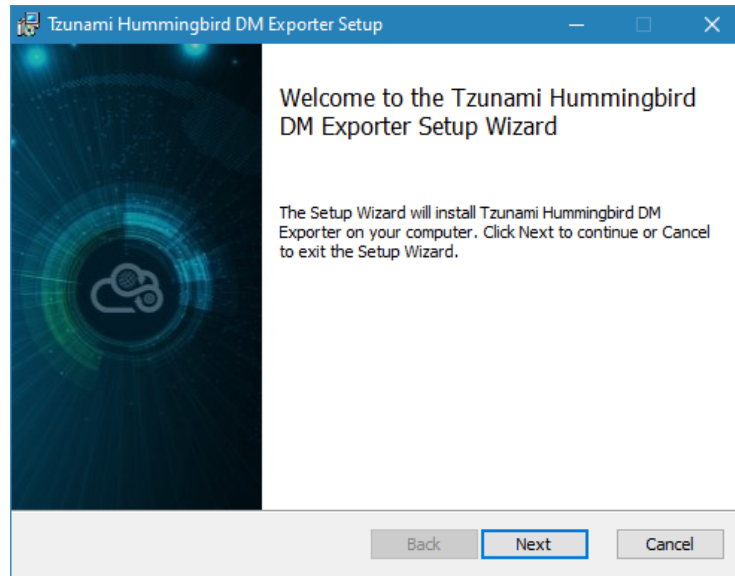 Tzunami Hummingbird DM Exporter Setup
Welcome to the Tzunami Hummingbird
DM Exporter Setup Wizard
The Setup Wizard will install Tzunami Hummingbird DM
Exporter on your computer. Click Next to continue or Cancel
to exit the Setup Wizard.
Back Next Cancel